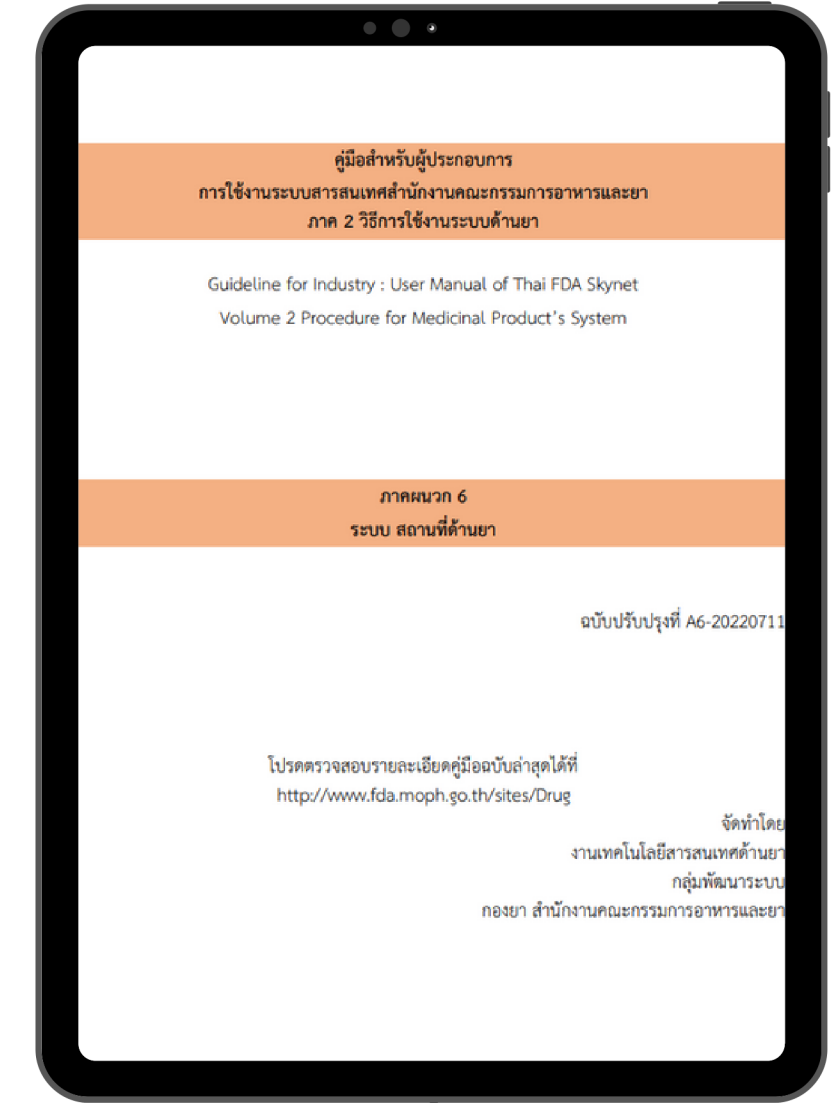 คู่มือสำหรับผู้ประกอบการ
การใช้งานระบบสารสนเทศสำนักงานคณะกรรมการอาหารและยา
ภาค 2 วิธีการใช้งานระบบด้านยา
Guideline for Industry : User Manual of Thai FDA Skynet
Volume 2 Procedure for Medicinal Product's System
ภาคผนวก 6
ระบบ สถานที่ด้านยา
ฉบับปรับปรุงที่ A6-20220711
โปรดตรวจสอบรายละเอียดคู่มือฉบับล่าสุดได้ที่
http://www.fda.moph.go.th/sites/Drug
จัดทำโดย
งานเทคโนโลยีสารสนเทศด้านยา
กลุ่มพัฒนาระบบ
กองยา สำนักงานคณะกรรมการอาหารและยา